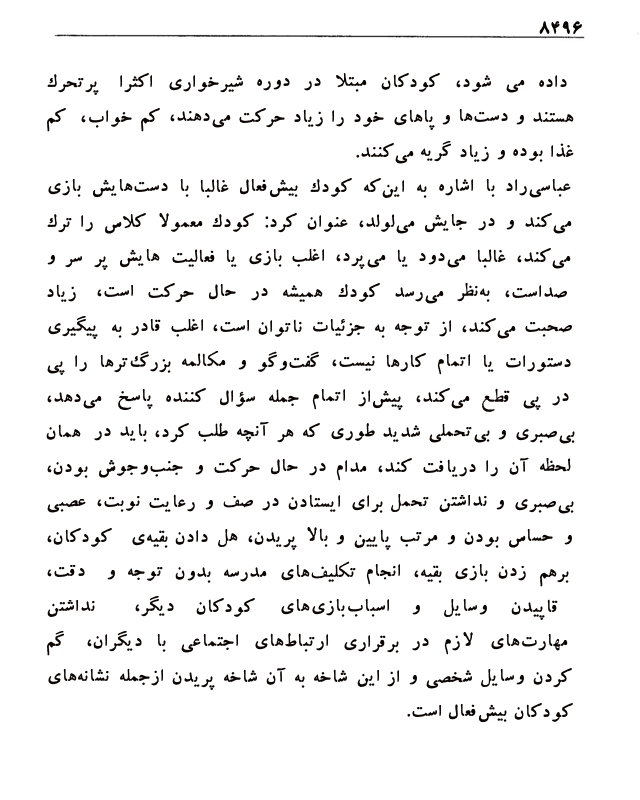 ۸۴۹۶
داده می شود، کودکان مبتلا در دوره شیرخواری اکثرا پرتحرك
هستند و دست‌ها و پاهای خود را زیاد حرکت می‌دهند، کم خواب، کم
غذا بوده و زیاد گریه می‌کنند.
عباسی‌راد با اشاره به این‌که کودك بیش‌فعال غالبا با دست‌هایش بازی
می‌کند و در جایش می‌لولد، عنوان کرد: کودك معمولا کلاس را ترك
می‌کند، غالبا می‌دود یا می‌پرد، اغلب بازی یا فعالیت هایش پر سر و
صداست، به‌نظر می‌رسد کودك همیشه در حال حرکت است، زیاد
صحبت می‌کند، از توجه به جزئیات ناتوان است، اغلب قادر به پیگیری
دستورات یا اتمام کارها نیست، گفت‌وگو و مکالمه بزرگ‌ترها را پی
در پی قطع می‌کند، پیش‌از اتمام جمله سؤال کننده پاسخ می‌دهد،
بی‌صبری و بی‌تحملی شدید طوری که هر آنچه طلب کرد، باید در همان
لحظه آن را دریافت کند، مدام در حال حرکت و جنب‌وجوش بودن،
بی‌صبری و نداشتن تحمل برای ایستادن در صف و رعایت نوبت، عصبی
و حساس بودن و مرتب پایین و بالا پریدن، هل دادن بقیه‌ی کودکان،
برهم زدن بازی بقیه، انجام تکلیف‌های مدرسه بدون توجه و دقت،
قاپیدن وسایل و اسباب‌بازی‌های کودکان دیگر، نداشتن
مهارت‌های لازم در برقراری ارتباط‌های اجتماعی با دیگران، گم
کردن وسایل شخصی و از این شاخه به آن شاخه پریدن ازجمله نشانه‌های
کودکان بیش‌فعال است.